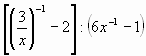 [(3/x)⁻¹ − 2] : (6x⁻¹ − 1)